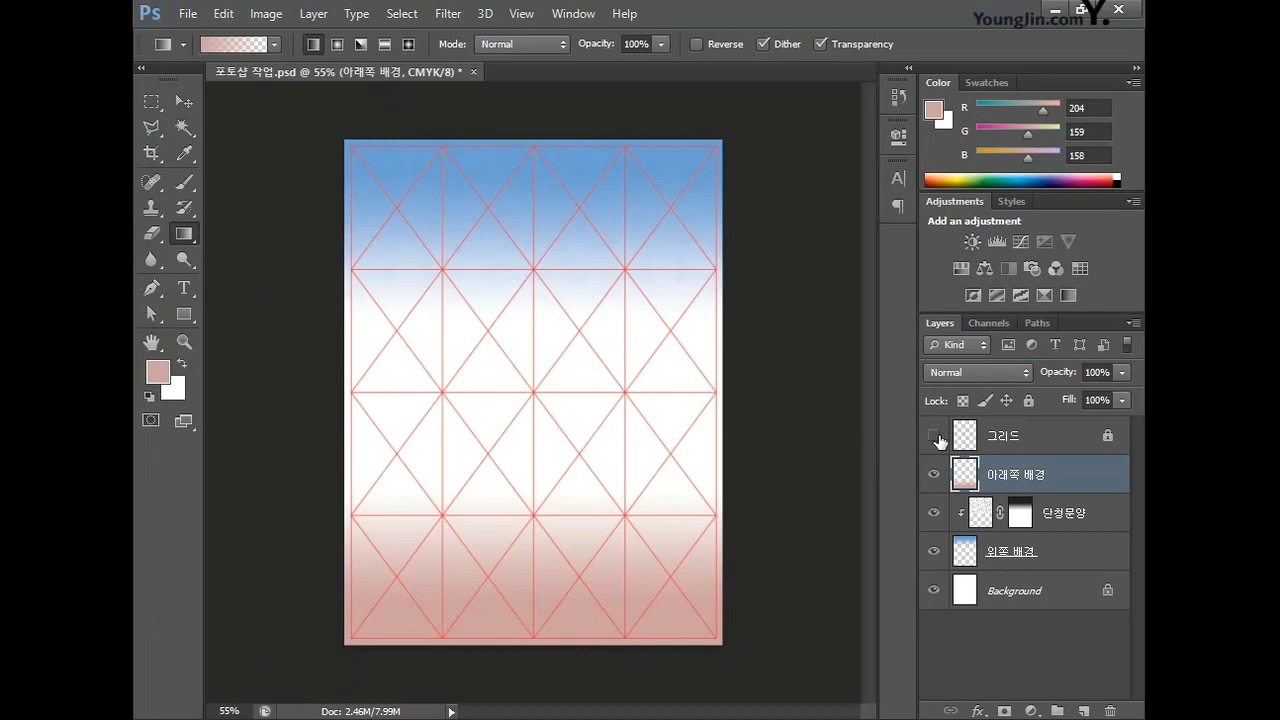 Ps File Edit Image Layer Type Select Filter 3D View Window Help
YoungJin.com Y.
Mode: Normal Opacity: 100% Reverse Dither Transparency
포토샵 작업.psd @ 55% (아래쪽 배경, CMYK/8) * ×
Color Swatches
R 204
G 159
B 158
Adjustments Styles
Add an adjustment
Layers Channels Paths
Kind
Normal Opacity: 100%
Lock: Fill: 100%
그리드
아래쪽 배경
단청문양
위쪽 배경
Background
55% Doc: 2.46M/7.99M
fx